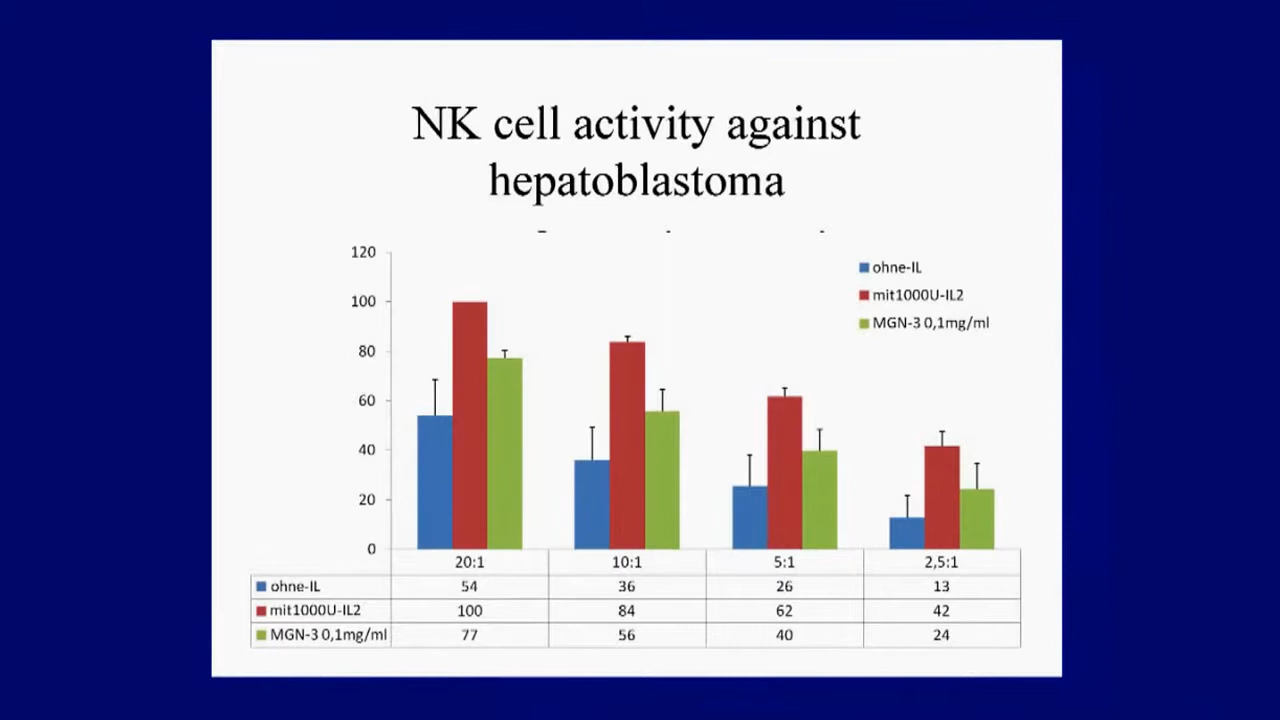 NK cell activity against
hepatoblastoma
120
100
80
60
40
20
0
ohne-IL
mit1000U-IL2
MGN-3 0,1mg/ml
20:1 10:1 5:1 2,5:1
ohne-IL 54 36 26 13
mit1000U-IL2 100 84 62 42
MGN-3 0,1mg/ml 77 56 40 24